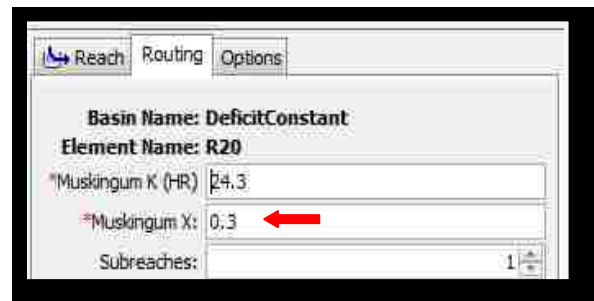 Reach Routing Options
Basin Name: DeficitConstant
Element Name: R20
*Muskingum K (HR) 24.3
*Muskingum X: 0.3
Subreaches: 1